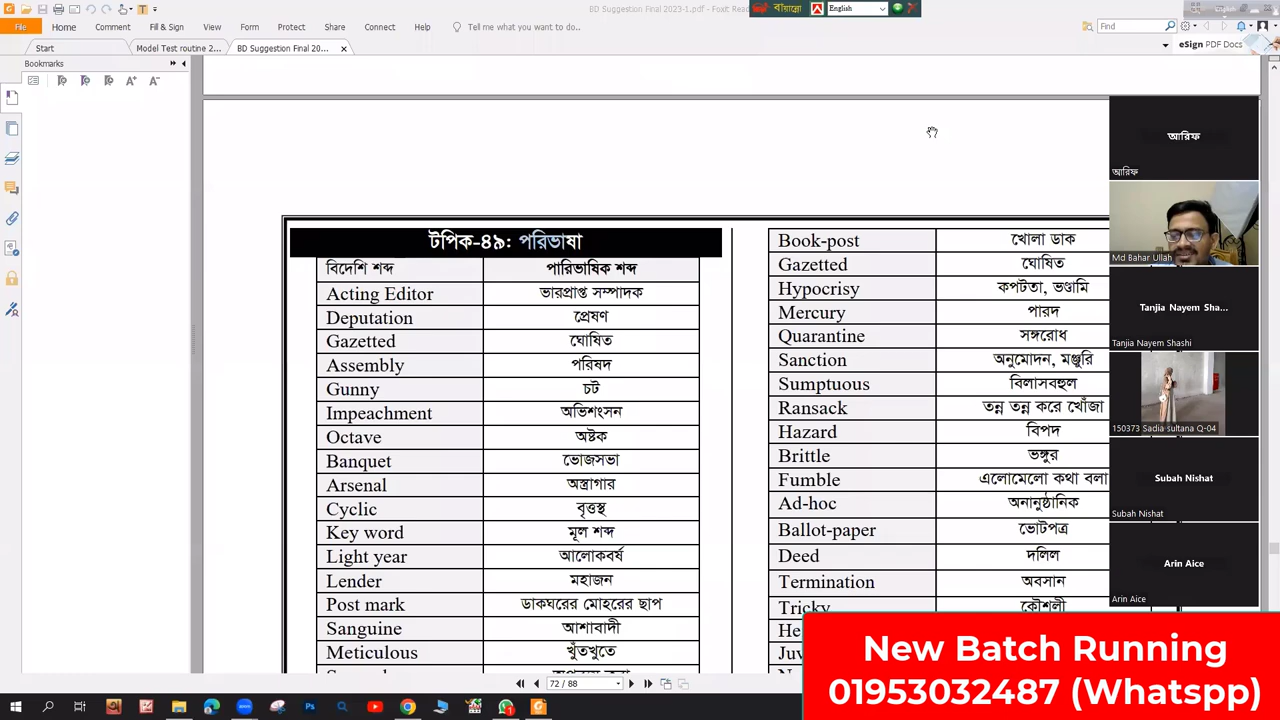 BD Suggestion Final 2023-1.pdf - Foxit Rea
বায়ান্নো English
File Home Comment Fill & Sign View Form Protect Share Connect Help Tell me what you want to do... Find
Start Model Test routine 2... BD Suggestion Final 20... eSign PDF Docs
Bookmarks
টপিক-৪৯: পরিভাষা
বিদেশি শব্দ পারিভাষিক শব্দ
Acting Editor ভারপ্রাপ্ত সম্পাদক
Deputation প্রেষণ
Gazetted ঘোষিত
Assembly পরিষদ
Gunny চট
Impeachment অভিশংসন
Octave অষ্টক
Banquet ভোজসভা
Arsenal অস্ত্রাগার
Cyclic বৃত্তস্থ
Key word মূল শব্দ
Light year আলোকবর্ষ
Lender মহাজন
Post mark ডাকঘরের মোহরের ছাপ
Sanguine আশাবাদী
Meticulous খুঁতখুতে
Book-post খোলা ডাক
Gazetted ঘোষিত
Hypocrisy কপটতা, ভণ্ডামি
Mercury পারদ
Quarantine সঙ্গরোধ
Sanction অনুমোদন, মঞ্জুরি
Sumptuous বিলাসবহুল
Ransack তন্ন তন্ন করে খোঁজা
Hazard বিপদ
Brittle ভঙ্গুর
Fumble এলোমেলো কথা বলা
Ad-hoc অনানুষ্ঠানিক
Ballot-paper ভোটপত্র
Deed দলিল
Termination অবসান
Tricky কৌশলী
He
Juv
আরিফ
আরিফ
Md Bahar Ullah
Tanjia Nayem Sha...
Tanjia Nayem Shashi
150373 Sadia sultana Q-04
Subah Nishat
Subah Nishat
Arin Aice
Arin Aice
72 / 88
New Batch Running
01953032487 (Whatspp)